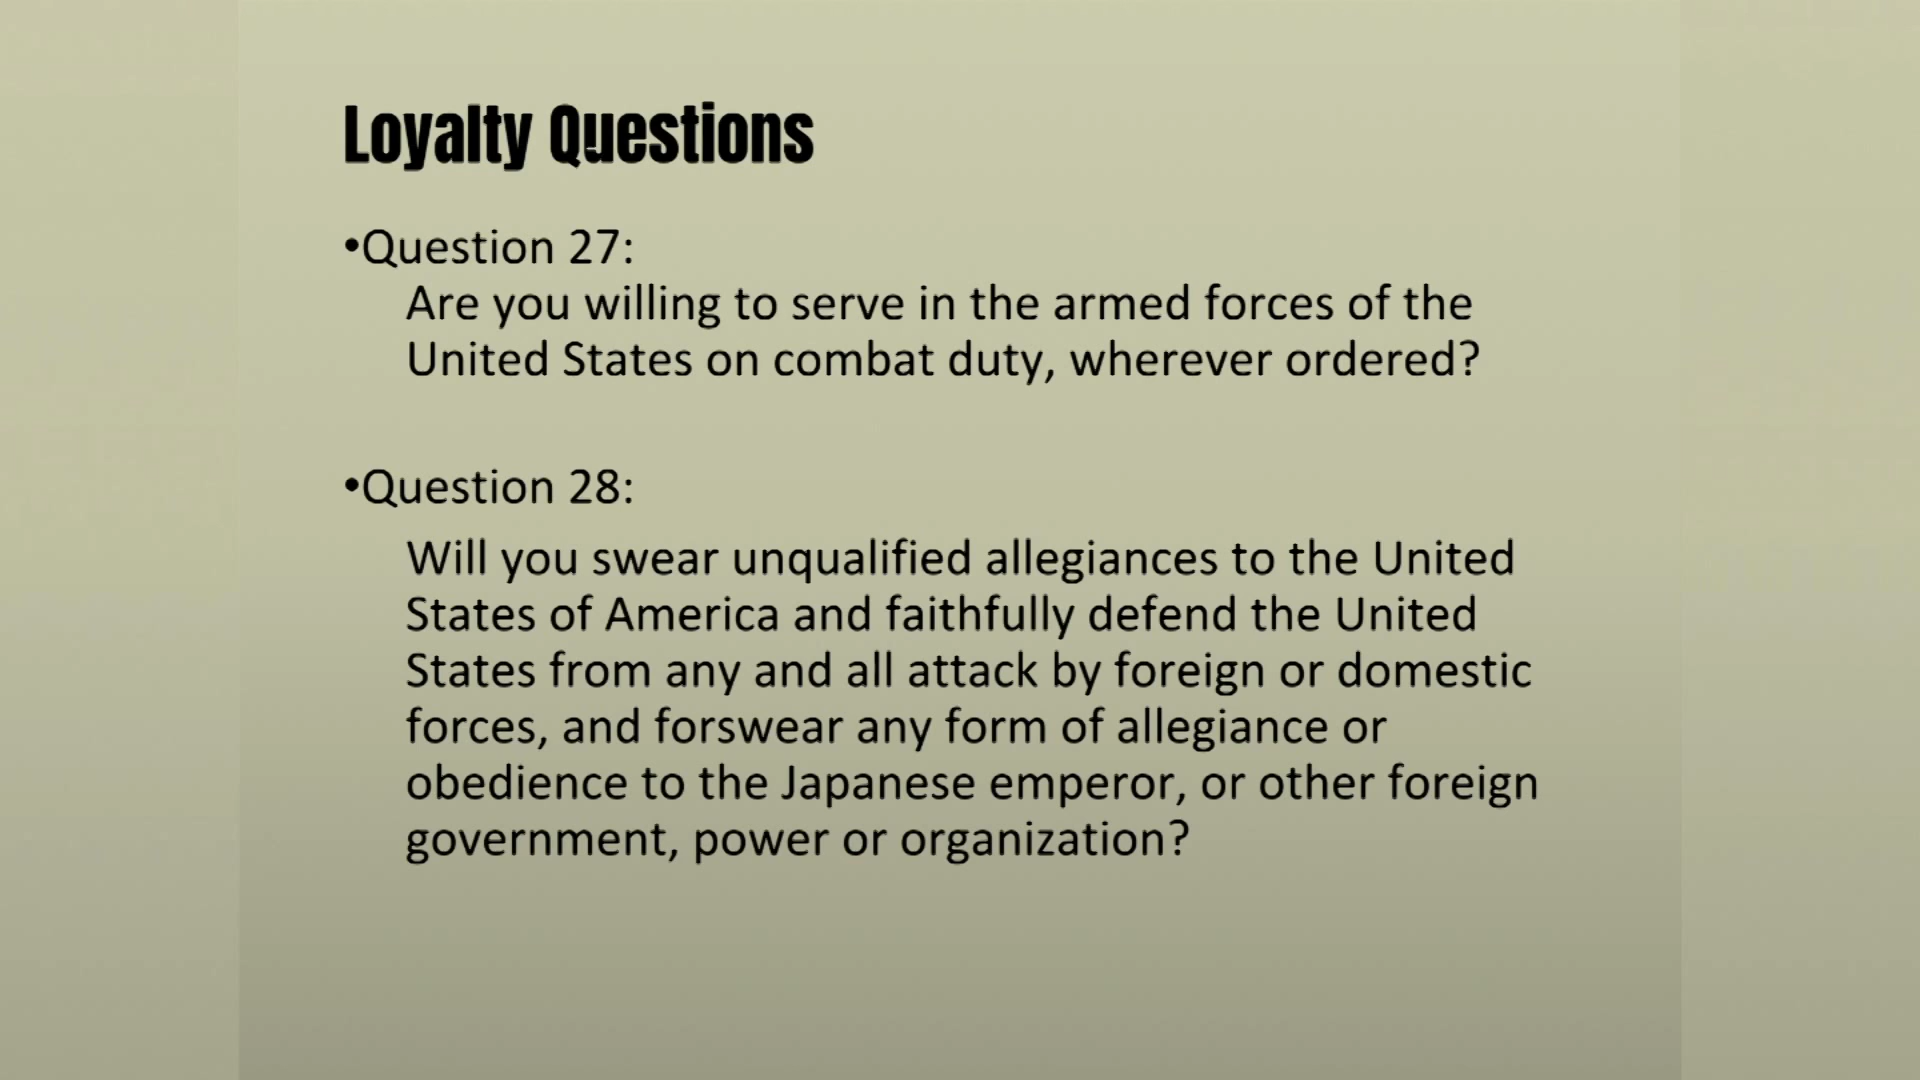 Loyalty Questions
•Question 27:
Are you willing to serve in the armed forces of the
United States on combat duty, wherever ordered?
•Question 28:
Will you swear unqualified allegiances to the United
States of America and faithfully defend the United
States from any and all attack by foreign or domestic
forces, and forswear any form of allegiance or
obedience to the Japanese emperor, or other foreign
government, power or organization?